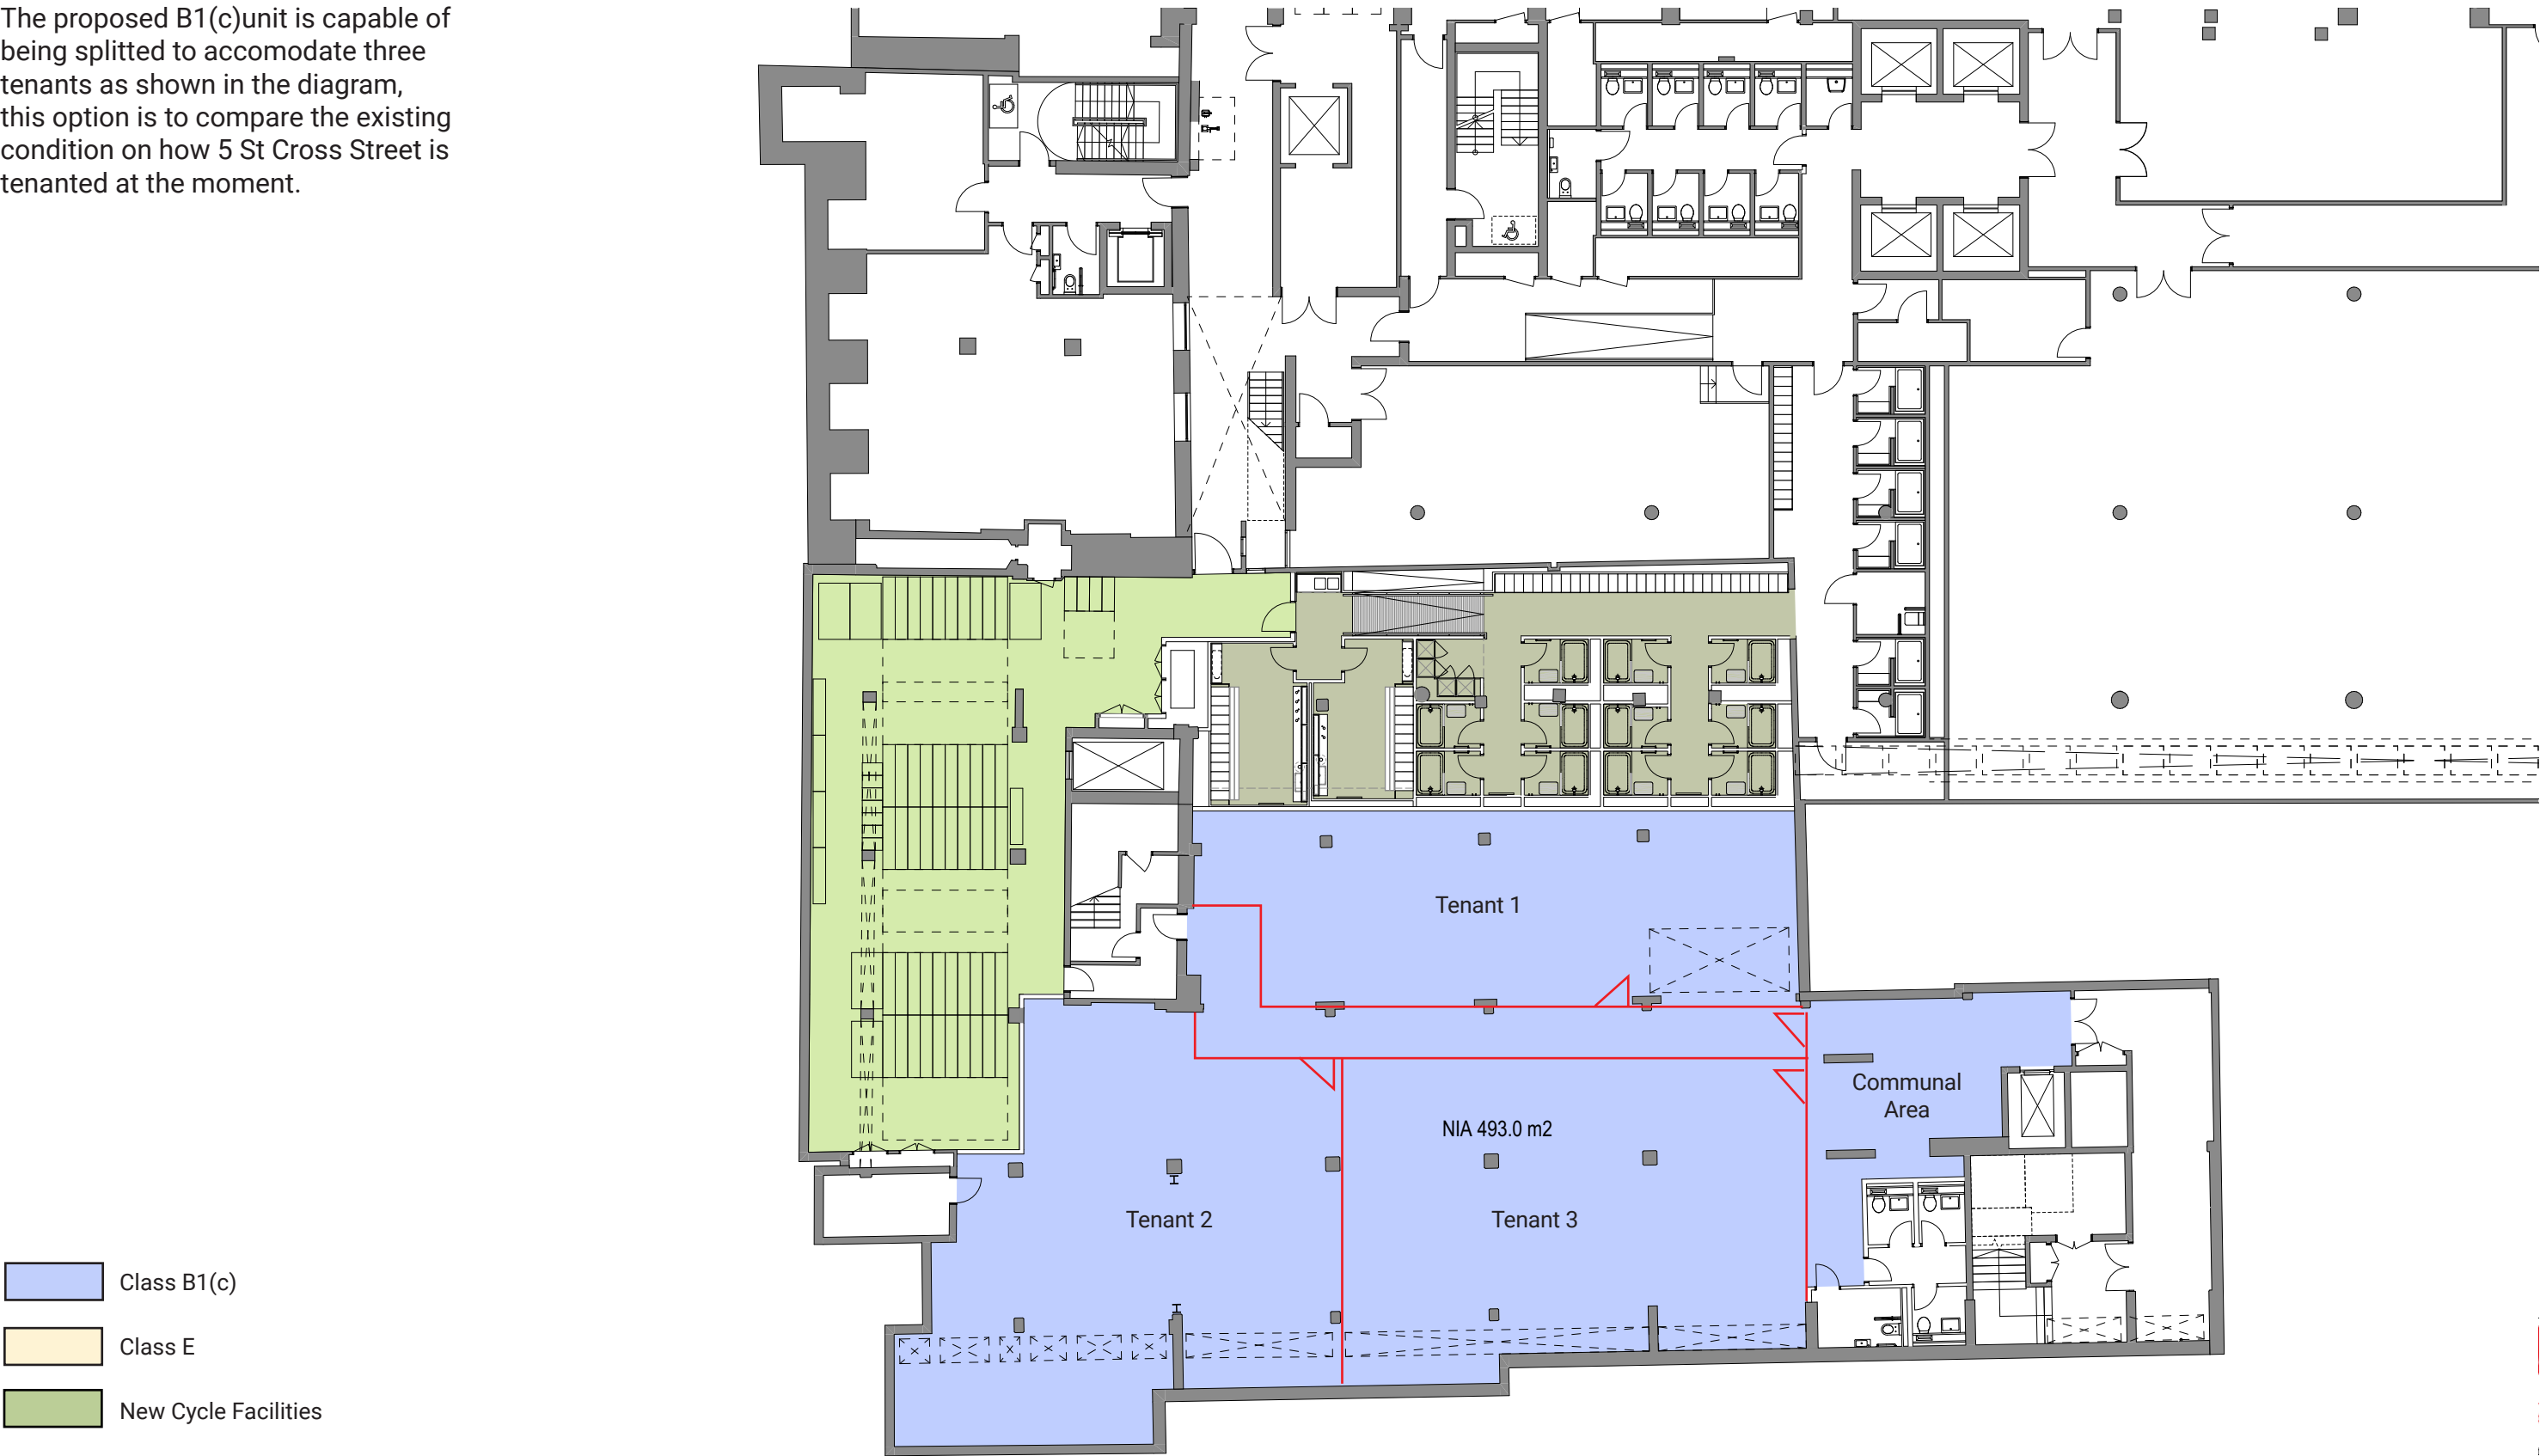 The proposed B1(c)unit is capable of
being splitted to accomodate three
tenants as shown in the diagram,
this option is to compare the existing
condition on how 5 St Cross Street is
tenanted at the moment.
Tenant 1
Communal
Area
NIA 493.0 m2
Tenant 2
Tenant 3
Class B1(c)
Class E
New Cycle Facilities